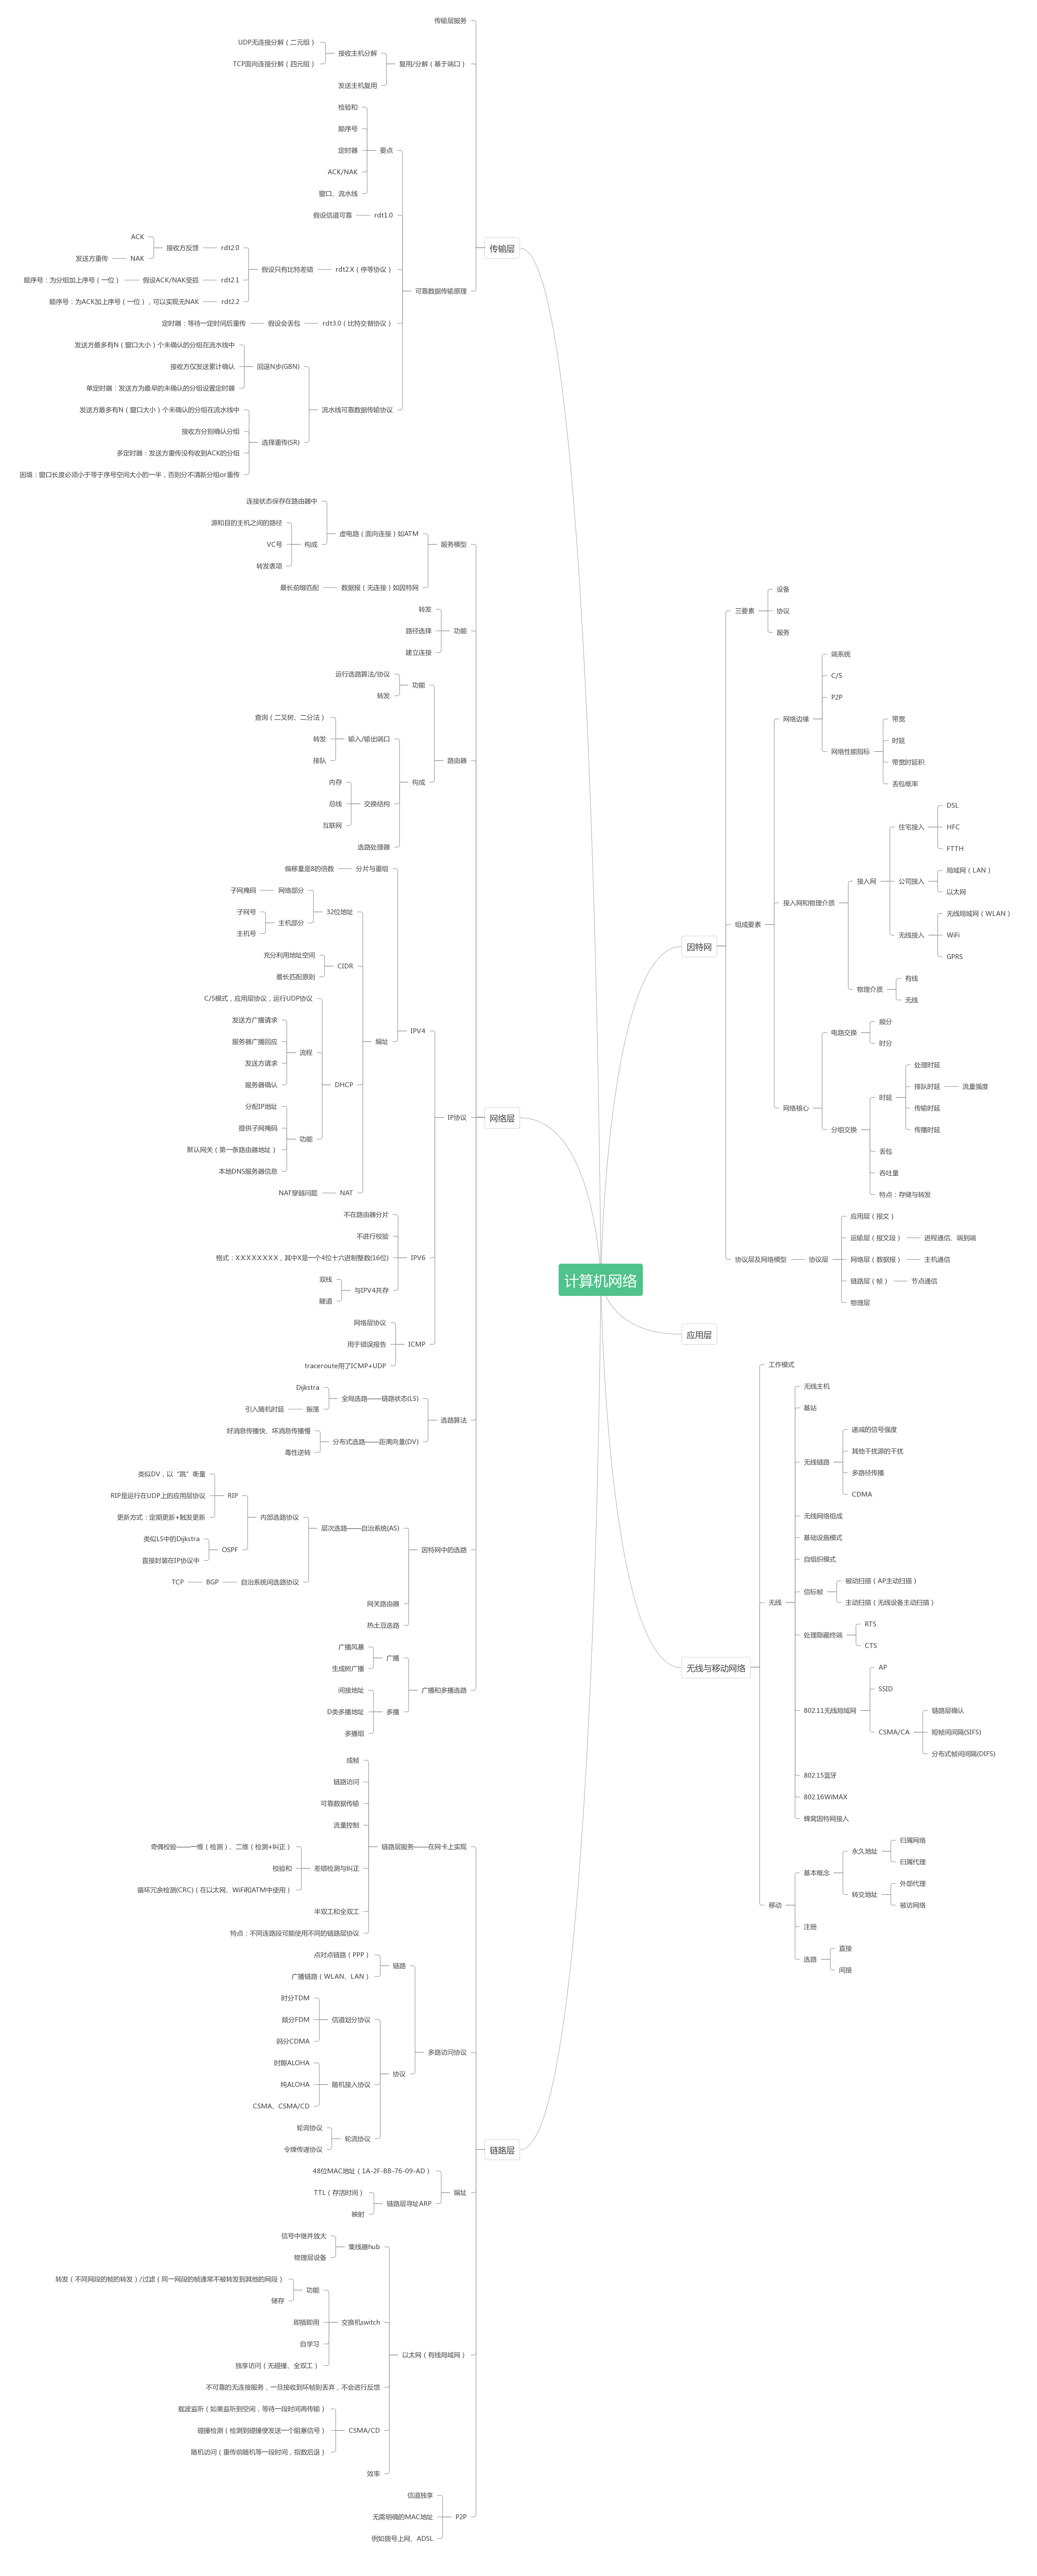 计算机网络
传输层
传输层服务
复用/分解（基于端口）
接收主机分解
UDP无连接分解（二元组）
TCP面向连接分解（四元组）
发送主机复用
可靠数据传输原理
要点
检验和
顺序号
定时器
ACK/NAK
窗口、流水线
rdt1.0
假设信道可靠
rdt2.X（停等协议）
假设只有比特差错
rdt2.0
接收方反馈
ACK
NAK
发送方重传
rdt2.1
假设ACK/NAK受损
顺序号：为分组加上序号（一位）
rdt2.2
顺序号：为ACK加上序号（一位），可以实现无NAK
rdt3.0（比特交替协议）
假设会丢包
定时器：等待一定时间后重传
流水线可靠数据传输协议
回退N步(GBN)
发送方最多有N（窗口大小）个未确认的分组在流水线中
接收方仅发送累计确认
单定时器：发送方为最早的未确认的分组设置定时器
选择重传(SR)
发送方最多有N（窗口大小）个未确认的分组在流水线中
接收方分别确认分组
多定时器：发送方重传没有收到ACK的分组
困境：窗口长度必须小于等于序号空间大小的一半，否则分不清新分组or重传
网络层
服务模型
虚电路（面向连接）如ATM
连接状态保存在路由器中
构成
源和目的主机之间的路径
VC号
转发表项
数据报（无连接）如因特网
最长前缀匹配
功能
转发
路径选择
建立连接
路由器
功能
运行选路算法/协议
转发
构成
输入/输出端口
查询（二叉树、二分法）
转发
排队
交换结构
内存
总线
互联网
选路处理器
IP协议
IPV4
分片与重组
偏移量是8的倍数
编址
32位地址
网络部分
子网掩码
主机部分
子网号
主机号
CIDR
充分利用地址空间
最长匹配原则
DHCP
C/S模式，应用层协议，运行UDP协议
流程
发送方广播请求
服务器广播回应
发送方请求
服务器确认
功能
分配IP地址
提供子网掩码
默认网关（第一条路由器地址）
本地DNS服务器信息
NAT
NAT穿越问题
IPV6
不在路由器分片
不进行校验
格式：X:X:X:X:X:X:X:X，其中X是一个4位十六进制整数(16位)
与IPV4共存
双栈
隧道
ICMP
网络层协议
用于错误报告
traceroute用了ICMP+UDP
选路算法
全局选路——链路状态(LS)
Dijkstra
振荡
引入随机时延
分布式选路——距离向量(DV)
好消息传播快、坏消息传播慢
毒性逆转
因特网中的选路
层次选路——自治系统(AS)
内部选路协议
RIP
类似DV，以“跳”衡量
RIP是运行在UDP上的应用层协议
更新方式：定期更新+触发更新
OSPF
类似LS中的Dijkstra
直接封装在IP协议中
自治系统间选路协议
BGP
TCP
网关路由器
热土豆选路
广播和多播选路
广播
广播风暴
生成树广播
多播
间接地址
D类多播地址
多播组
链路层
链路层服务——在网卡上实现
成帧
链路访问
可靠数据传输
流量控制
差错检测与纠正
奇偶校验——一维（检测）、二维（检测+纠正）
校验和
循环冗余检测(CRC)（在以太网、WiFi和ATM中使用）
半双工和全双工
特点：不同连路段可能使用不同的链路层协议
多路访问协议
链路
点对点链路（PPP）
广播链路（WLAN、LAN）
协议
信道划分协议
时分TDM
频分FDM
码分CDMA
随机接入协议
时隙ALOHA
纯ALOHA
CSMA、CSMA/CD
轮流协议
轮询协议
令牌传递协议
编址
48位MAC地址（1A-2F-BB-76-09-AD）
链路层寻址ARP
TTL（存活时间）
映射
以太网（有线局域网）
集线器hub
信号中继并放大
物理层设备
交换机switch
功能
转发（不同网段的帧的转发）/过滤（同一网段的帧通常不被转发到其他的网段）
储存
即插即用
自学习
独享访问（无碰撞、全双工）
不可靠的无连接服务，一旦接收到坏帧则丢弃，不会进行反馈
CSMA/CD
载波监听（如果监听到空闲，等待一段时间再传输）
碰撞检测（检测到碰撞便发送一个阻塞信号）
随机访问（重传前随机等一段时间，指数后退）
效率
P2P
信道独享
无需明确的MAC地址
例如拨号上网、ADSL
因特网
三要素
设备
协议
服务
组成要素
网络边缘
端系统
C/S
P2P
网络性能指标
带宽
时延
带宽时延积
丢包概率
接入网和物理介质
接入网
住宅接入
DSL
HFC
FTTH
公司接入
局域网（LAN）
以太网
无线接入
无线局域网（WLAN）
WiFi
GPRS
物理介质
有线
无线
网络核心
电路交换
频分
时分
分组交换
时延
处理时延
排队时延
流量强度
传输时延
传播时延
丢包
吞吐量
特点：存储与转发
协议层及网络模型
协议层
应用层（报文）
运输层（报文段）
进程通信、端到端
网络层（数据报）
主机通信
链路层（帧）
节点通信
物理层
应用层
无线与移动网络
工作模式
无线
无线主机
基站
无线链路
递减的信号强度
其他干扰源的干扰
多路径传播
CDMA
无线网络组成
基础设施模式
自组织模式
信标帧
被动扫描（AP主动扫描）
主动扫描（无线设备主动扫描）
处理隐藏终端
RTS
CTS
802.11无线局域网
AP
SSID
CSMA/CA
链路层确认
短帧间间隔(SIFS)
分布式帧间间隔(DIFS)
802.15蓝牙
802.16WiMAX
蜂窝因特网接入
移动
基本概念
永久地址
归属网络
归属代理
转交地址
外部代理
被访网络
注册
选路
直接
间接